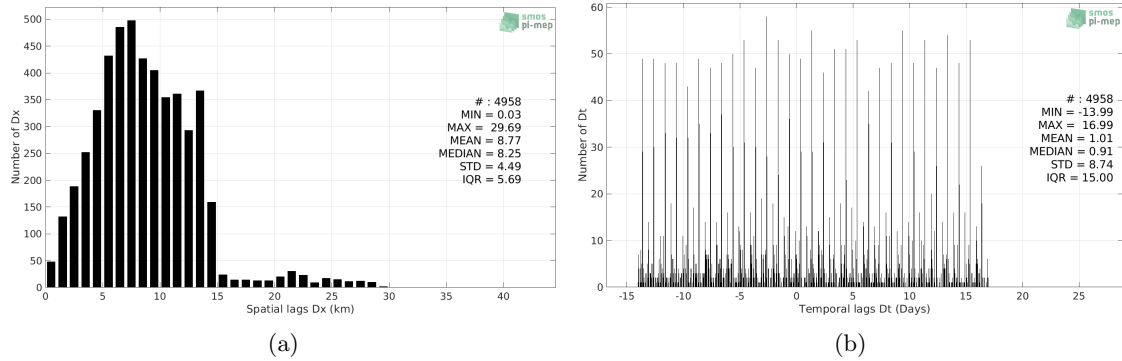 smos
pi-mep
500
450
400
350
300
250
200
150
100
50
0
Number of Dx
# : 4958
MIN = 0.03
MAX = 29.69
MEAN = 8.77
MEDIAN = 8.25
STD = 4.49
IQR = 5.69
0 5 10 15 20 25 30 35 40
Spatial lags Dx (km)
(a)
smos
pi-mep
60
50
40
30
20
10
0
Number of Dt
# : 4958
MIN = -13.99
MAX = 16.99
MEAN = 1.01
MEDIAN = 0.91
STD = 8.74
IQR = 15.00
-15 -10 -5 0 5 10 15 20 25
Temporal lags Dt (Days)
(b)